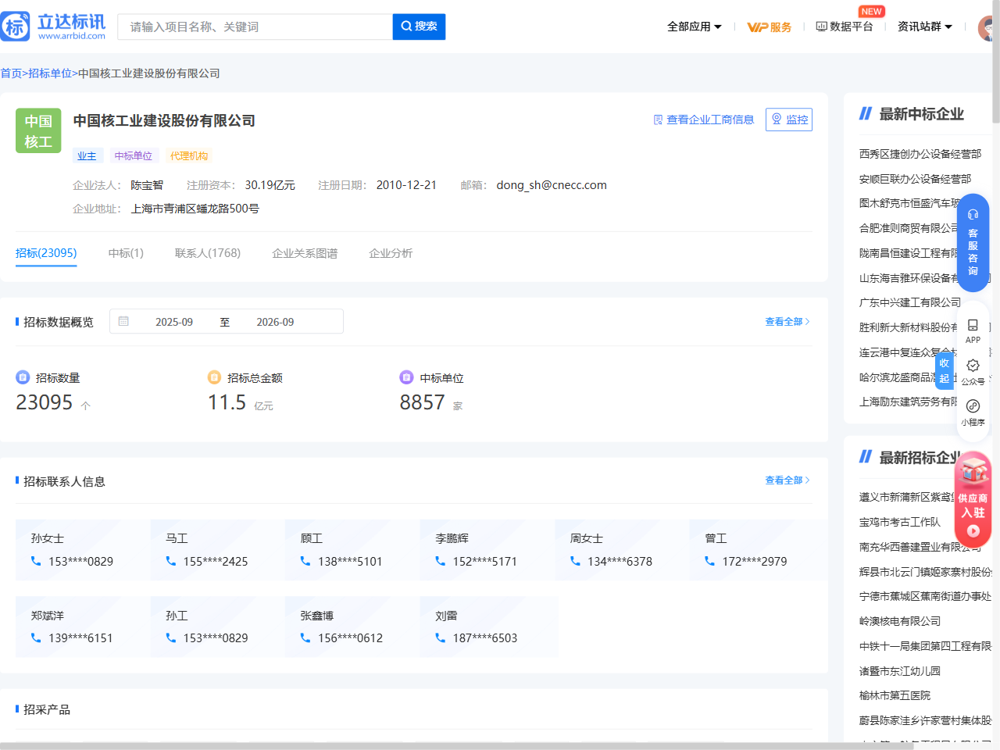 标 立达标讯
www.arrbid.com
请输入项目名称、关键词
搜索
全部应用
VIP服务
数据平台
NEW
资讯站群
首页>招标单位>中国核工业建设股份有限公司
中国
核工
中国核工业建设股份有限公司
查看企业工商信息
监控
业主 中标单位 代理机构
企业法人： 陈宝智 注册资本： 30.19亿元 注册日期： 2010-12-21 邮箱： dong_sh@cnecc.com
企业地址： 上海市青浦区蟠龙路500号
招标(23095) 中标(1) 联系人(1768) 企业关系图谱 企业分析
招标数据概览 2025-09 至 2026-09 查看全部
招标数量 招标总金额 中标单位
23095 个 11.5 亿元 8857 家
招标联系人信息 查看全部
孙女士 马工 顾工 李鹏辉 周女士 曾工
153****0829 155****2425 138****5101 152****5171 134****6378 172****2979
郑斌洋 孙工 张鑫博 刘雷
139****6151 153****0829 156****0612 187****6503
招采产品
最新中标企业
西秀区捷创办公设备经营部
安顺巨联办公设备经营部
图木舒克市恒盛汽车玻
合肥准则商贸有限公司
陇南昌恒建设工程有限
山东海吉雅环保设备有
广东中兴建工有限公司
胜利新大新材料股份有
连云港中复连众复合材
哈尔滨龙盛商品混
上海励东建筑劳务有限
最新招标企业
遵义市新蒲新区紫鸢
宝鸡市考古工作队
南充华西善建置业有限公司
辉县市北云门镇姬家寨村股份
宁德市蕉城区蕉南街道办事处
岭澳核电有限公司
中铁十一局集团第四工程有限
诸暨市东江幼儿园
榆林市第五医院
蔚县陈家洼乡许家营村集体股
客服咨询
APP
公众号
小程序
收起
供应商
入驻